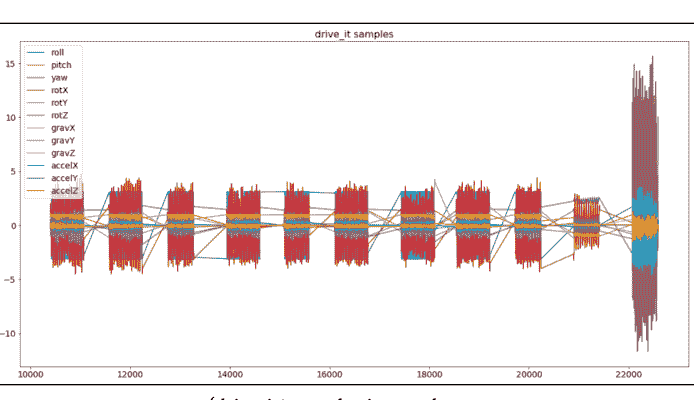 drive_it samples
roll
pitch
yaw
rotX
rotY
rotZ
gravX
gravY
gravZ
accelX
accelY
accelZ
15
10
5
0
−5
−10
10000 12000 14000 16000 18000 20000 22000